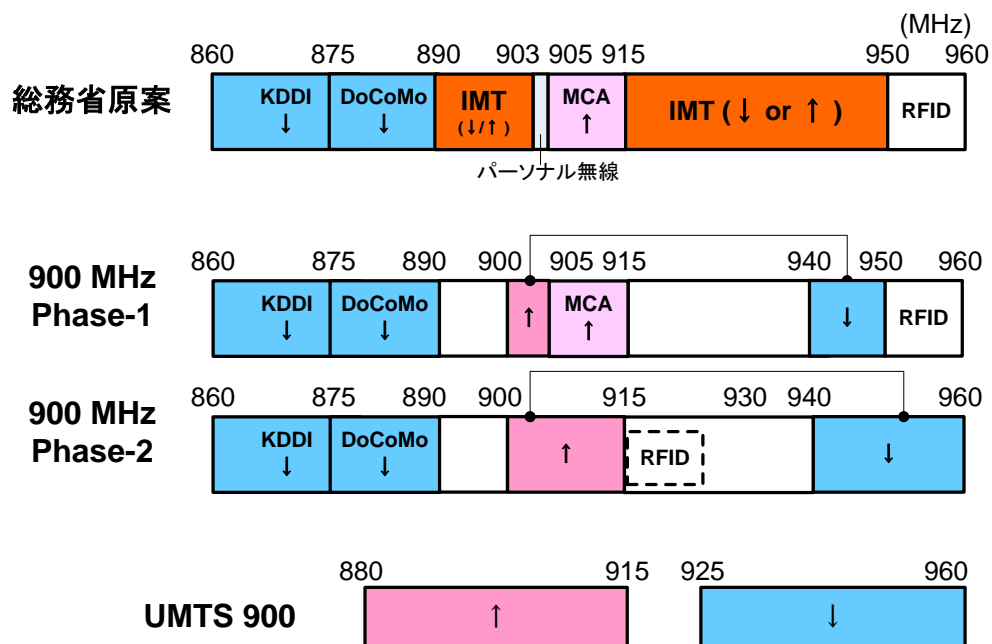 (MHz)
860 875 890 903 905 915 950 960
総務省原案
KDDI ↓
DoCoMo ↓
IMT (↓/↑)
MCA ↑
IMT (↓ or ↑)
RFID
パーソナル無線
860 875 890 900 905 915 940 950 960
900 MHz
Phase-1
KDDI ↓
DoCoMo ↓
↑
MCA ↑
↓
RFID
860 875 890 900 915 930 940 960
900 MHz
Phase-2
KDDI ↓
DoCoMo ↓
↑
RFID
↓
880 915 925 960
UMTS 900
↑
↓